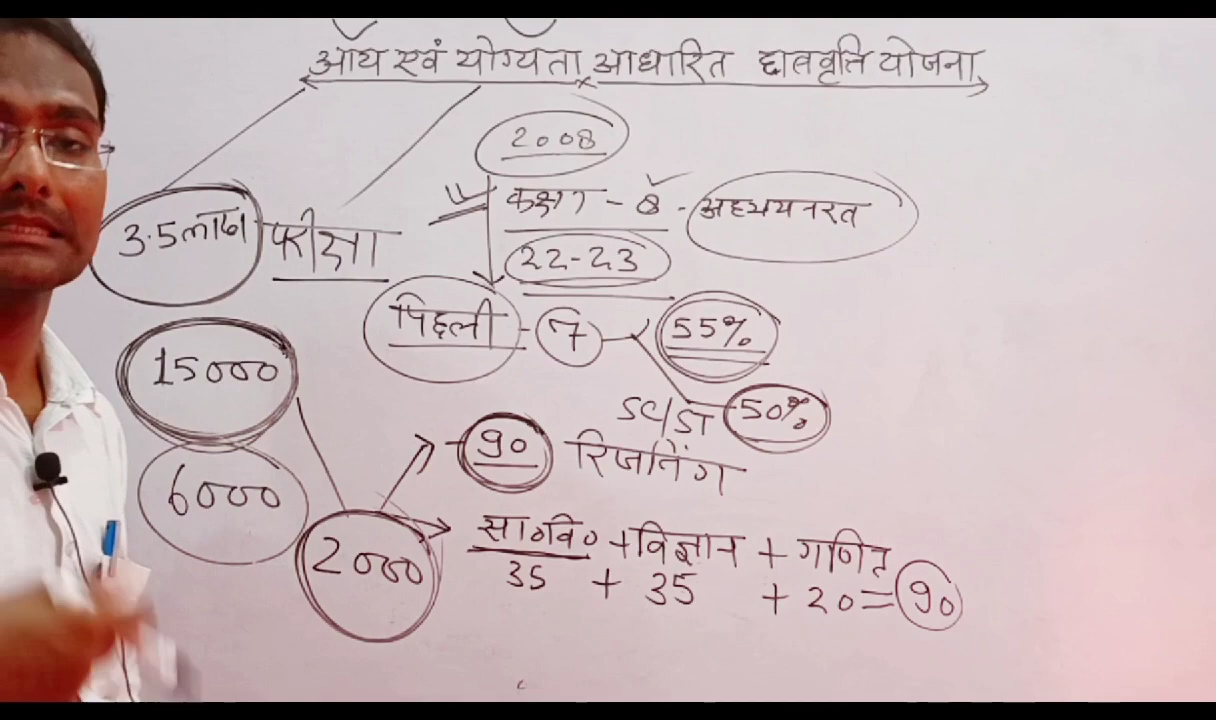 आय एवं योग्यता आधारित छात्रवृति योजना
2008
कक्षा - 8 - अध्ययनरत
3.5 लाख परीक्षा
22-23
पिछली - 7 55%
15000
SC/ST 50%
90 रिजनिंग
6000
सा०वि० + विज्ञान + गणित
2000
35 + 35 + 20 = 90